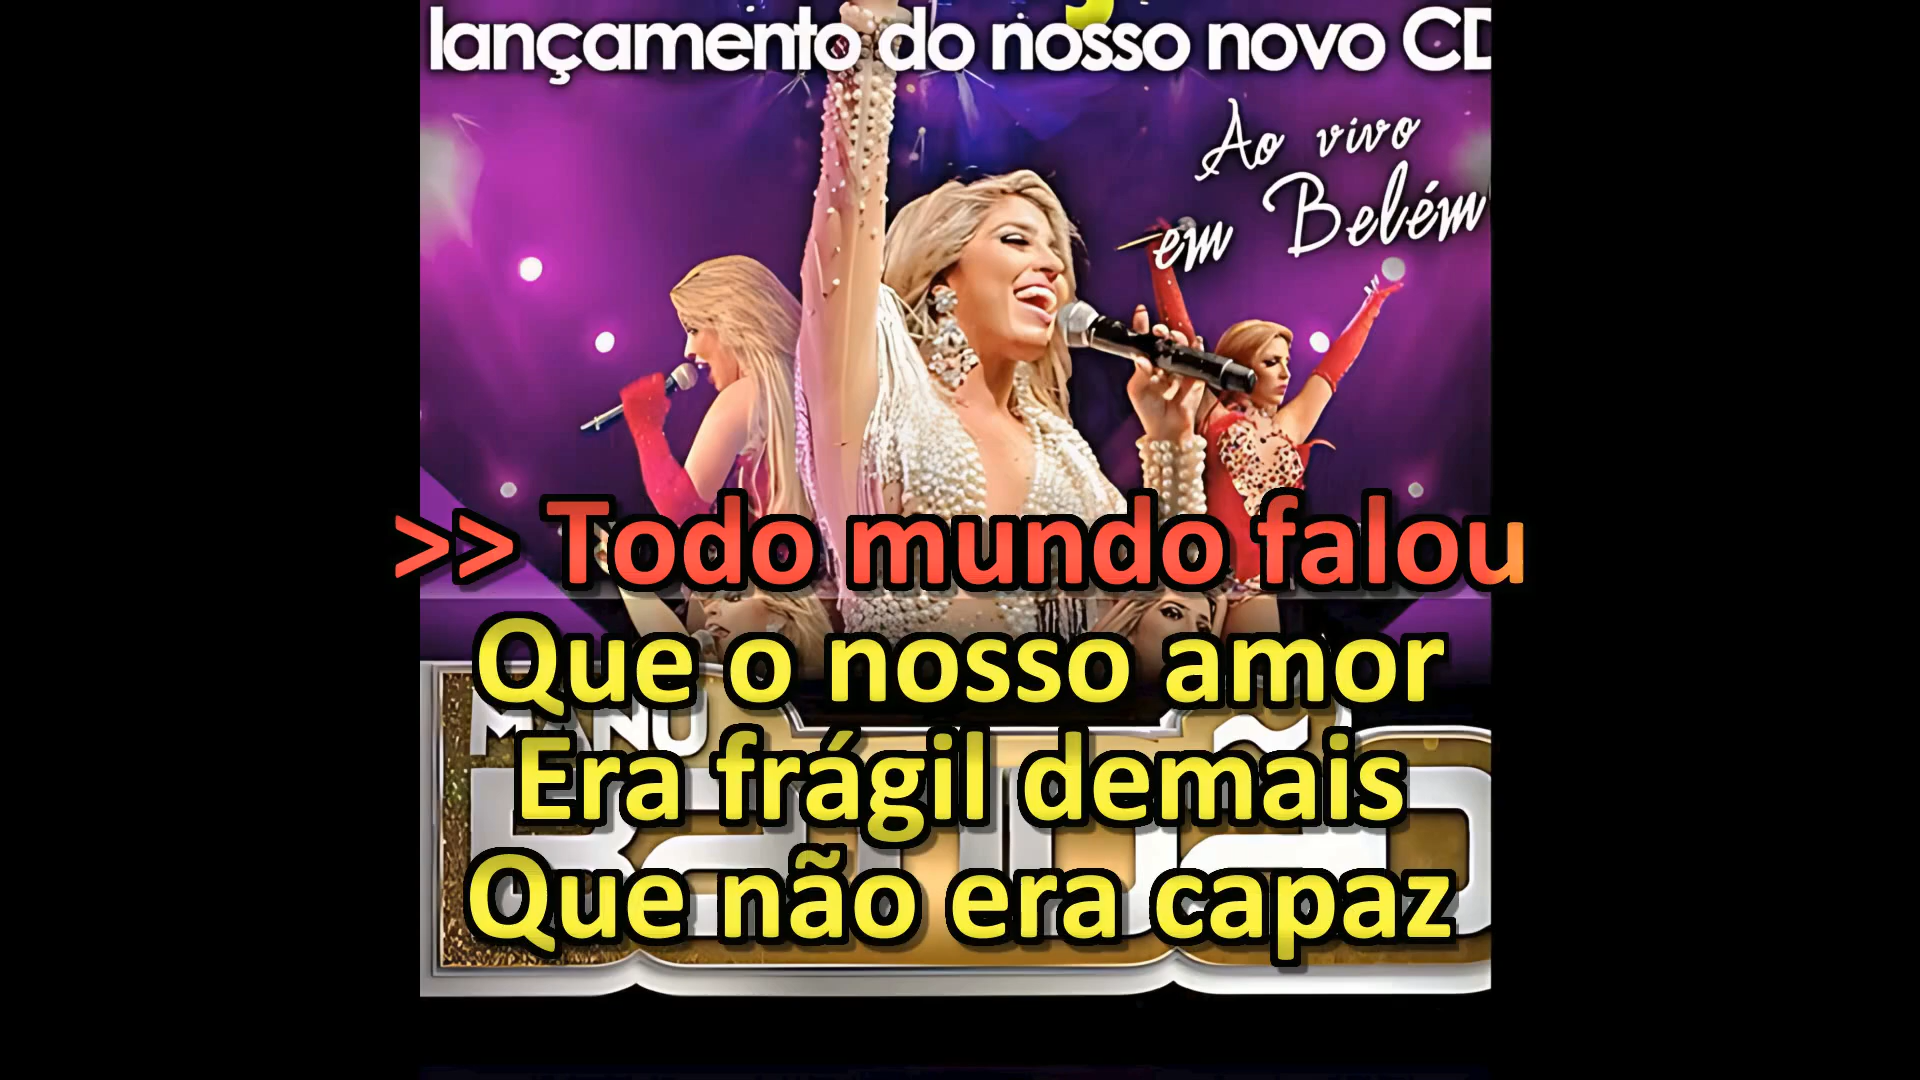 lançamento do nosso novo CD
Ao vivo
em Belém
>> Todo mundo falou
Que o nosso amor
MANU
Era frágil demais
Que não era capaz